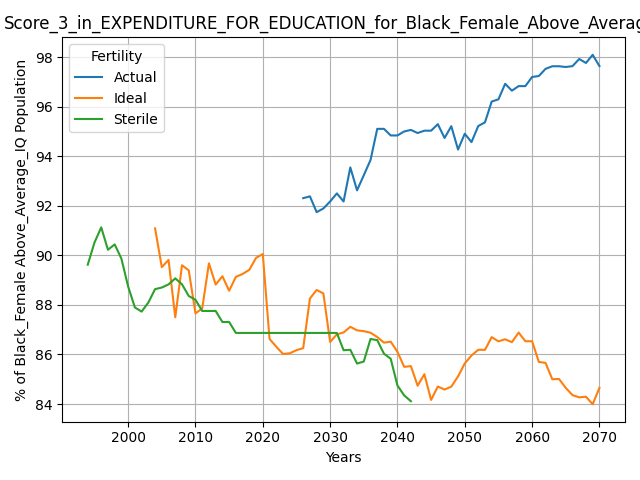 Score_3_in_EXPENDITURE_FOR_EDUCATION_for_Black_Female_Above_Averag
Fertility
Actual
Ideal
Sterile
% of Black_Female Above_Average_IQ Population
98
96
94
92
90
88
86
84
2000 2010 2020 2030 2040 2050 2060 2070
Years